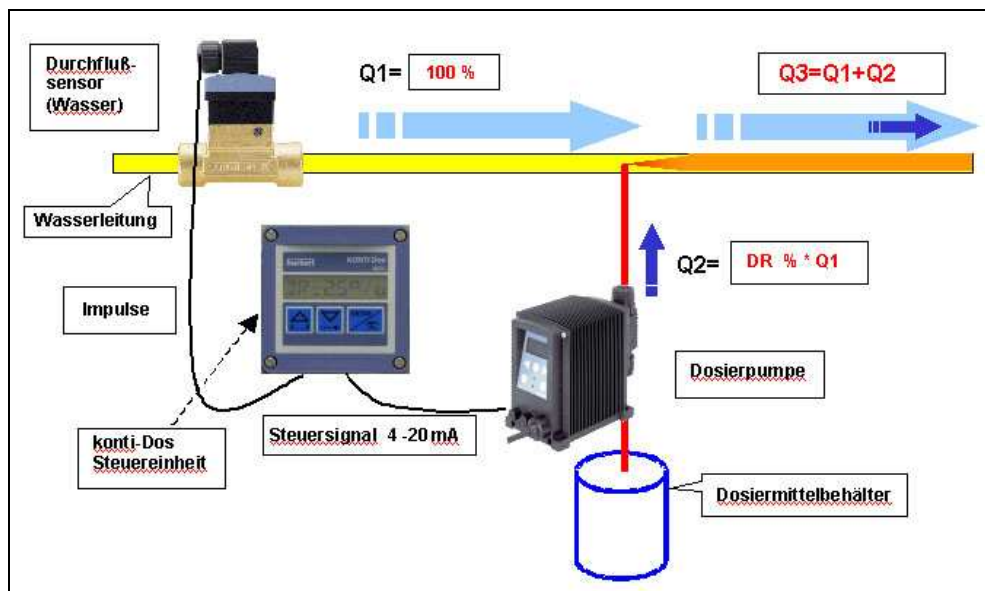 Durchfluß-
sensor
(Wasser)
Q1= 100 %
Q3=Q1+Q2
Wasserleitung
Q2= DR % * Q1
Impulse
Dosierpumpe
konti-Dos
Steuereinheit
Steuersignal 4 -20 mA
Dosiermittelbehälter